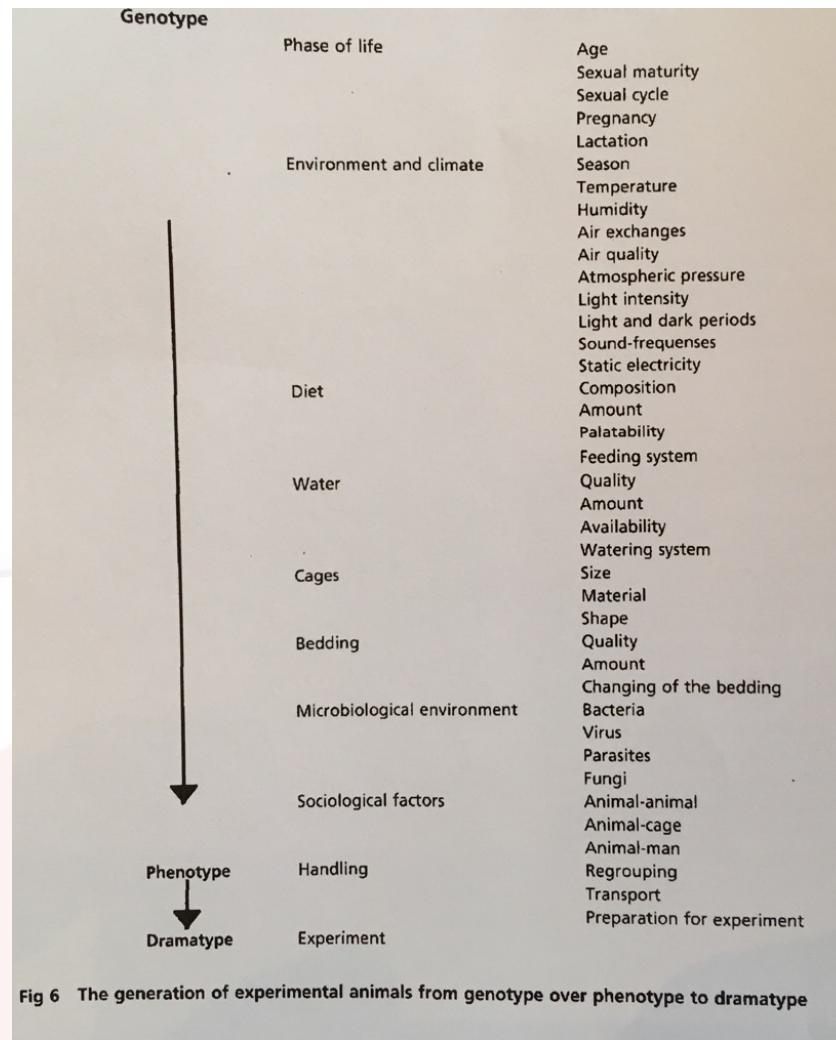 Genotype
Phase of life Age
Sexual maturity
Sexual cycle
Pregnancy
Lactation
Environment and climate Season
Temperature
Humidity
Air exchanges
Air quality
Atmospheric pressure
Light intensity
Light and dark periods
Sound-frequenses
Static electricity
Diet Composition
Amount
Palatability
Feeding system
Water Quality
Amount
Availability
Watering system
Cages Size
Material
Shape
Bedding Quality
Amount
Changing of the bedding
Microbiological environment Bacteria
Virus
Parasites
Fungi
Sociological factors Animal-animal
Animal-cage
Animal-man
Phenotype Handling Regrouping
Transport
Preparation for experiment
Dramatype Experiment
Fig 6 The generation of experimental animals from genotype over phenotype to dramatype